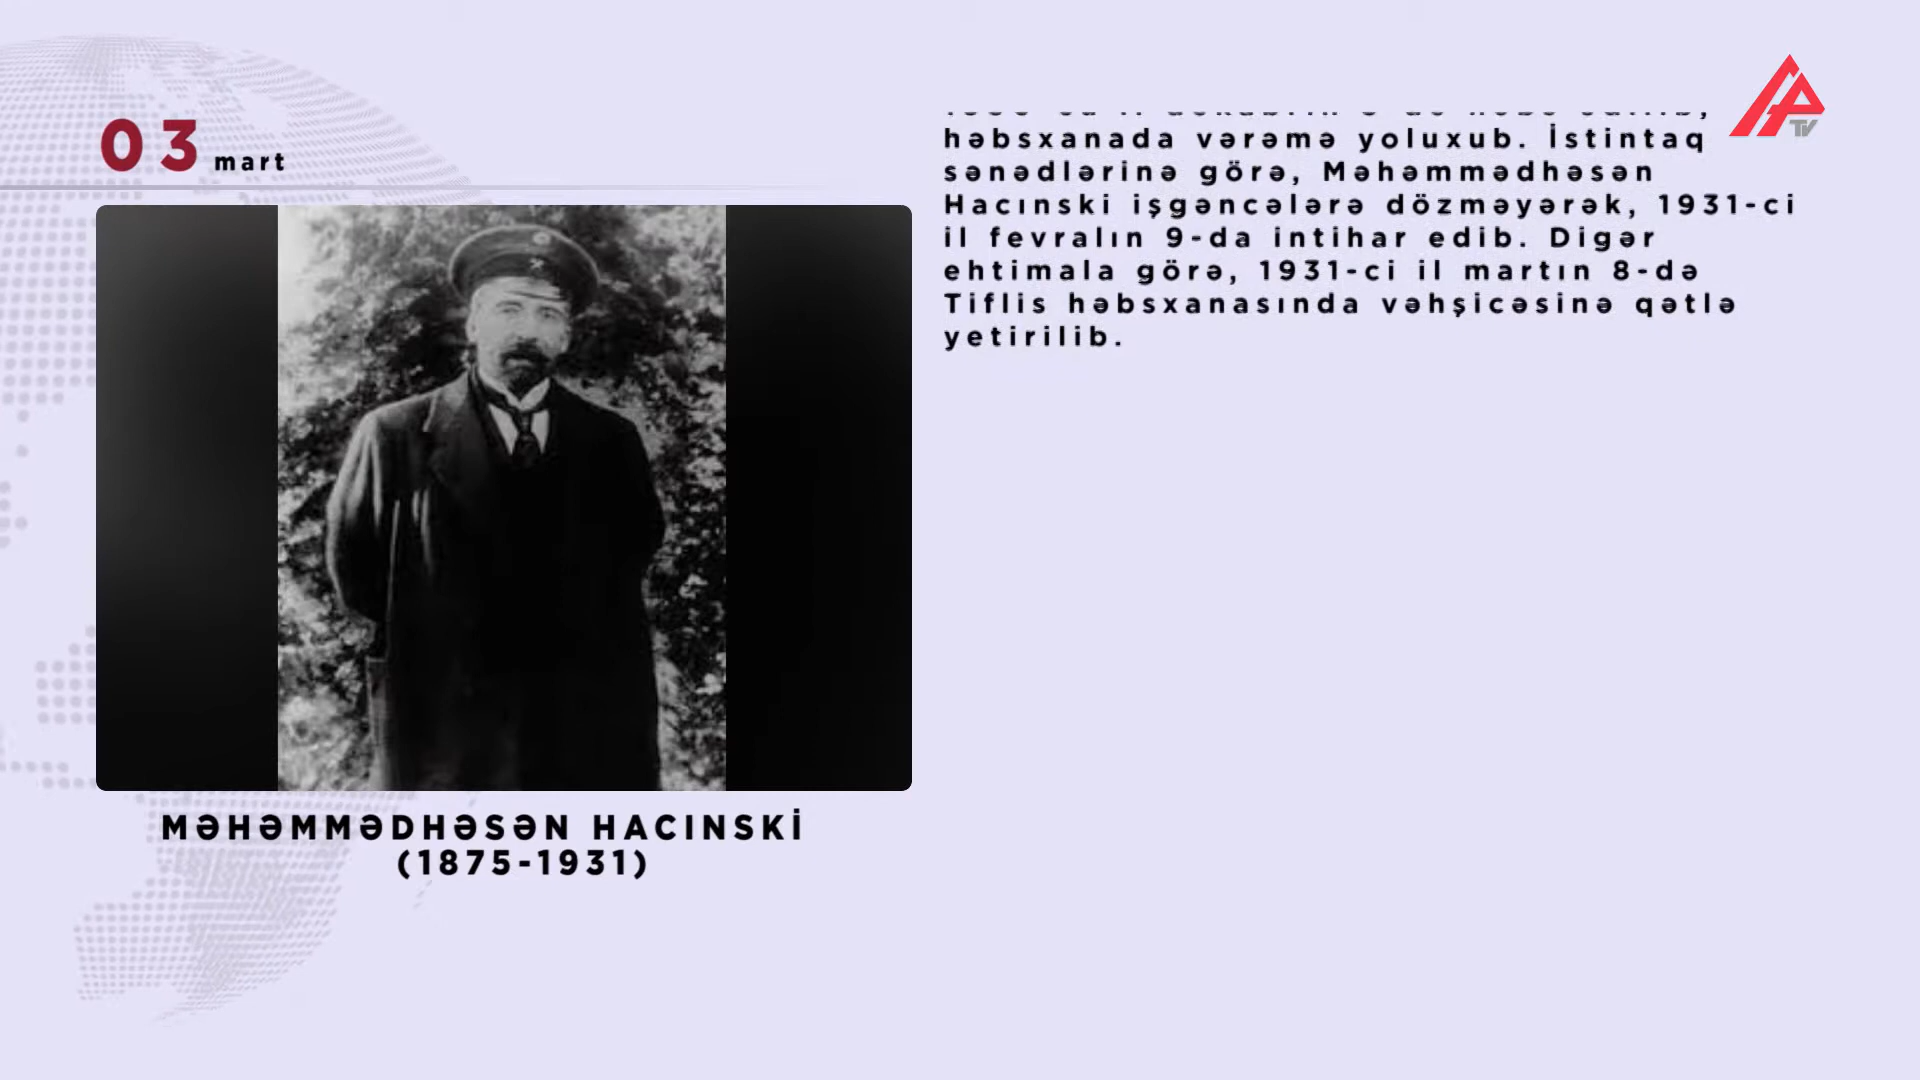 03 mart
həbsxanada vərəmə yoluxub. İstintaq
sənədlərinə görə, Məhəmmədhəsən
Hacınski işgəncələrə dözməyərək, 1931-ci
il fevralın 9-da intihar edib. Digər
ehtimala görə, 1931-ci il martın 8-də
Tiflis həbsxanasında vəhşicəsinə qətlə
yetirilib.
MƏHƏMMƏDHƏSƏN HACINSKİ
(1875-1931)
TV